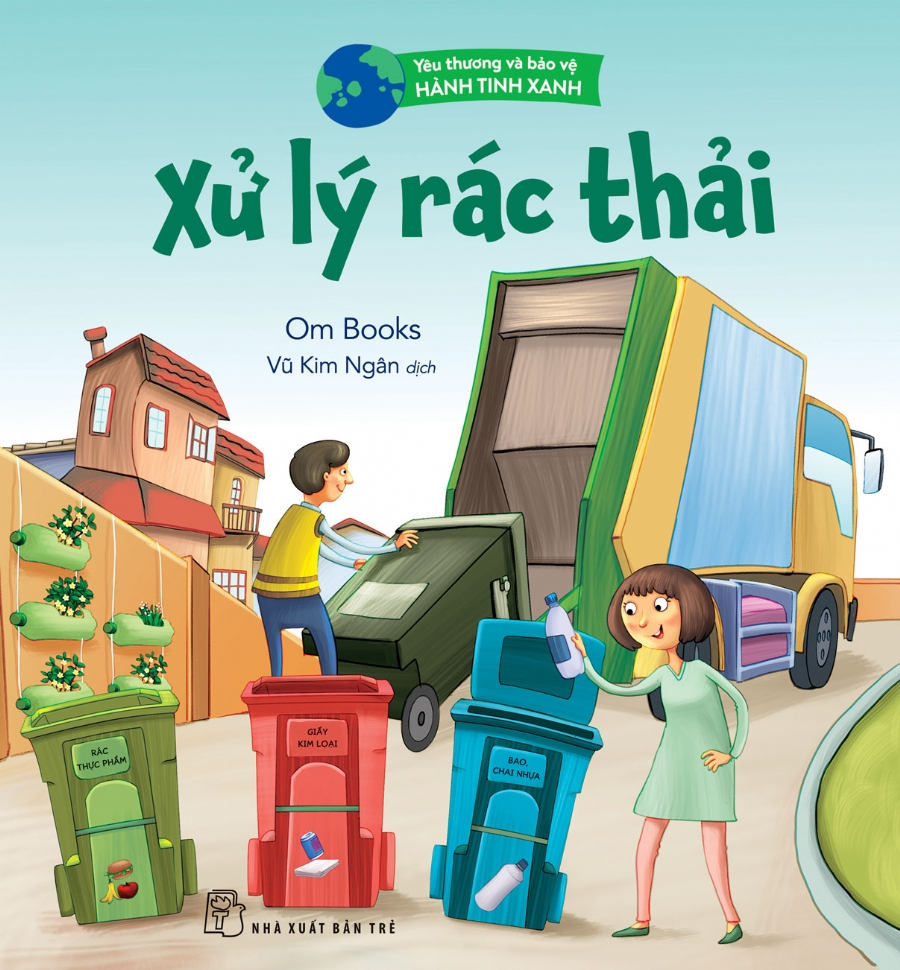 Yêu thương và bảo vệ
HÀNH TINH XANH
Xử lý rác thải
Om Books
Vũ Kim Ngân dịch
RÁC
THỰC PHẨM
GIẤY
KIM LOẠI
BAO,
CHAI NHỰA
NHÀ XUẤT BẢN TRẺ